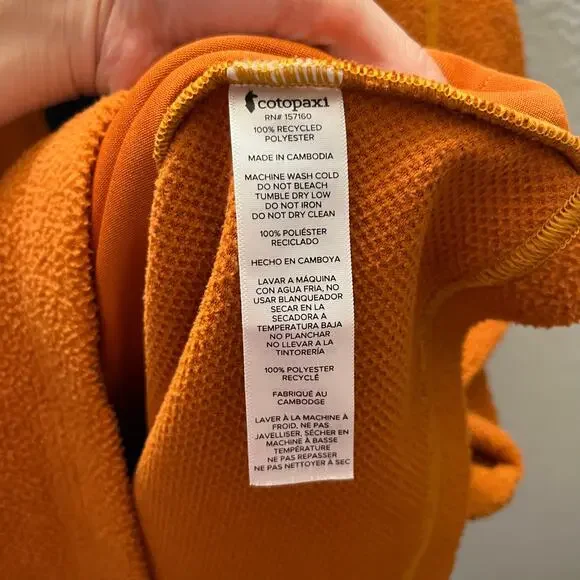 cotopaxi
RN# 157160
100% RECYCLED
POLYESTER
MADE IN CAMBODIA
MACHINE WASH COLD
DO NOT BLEACH
TUMBLE DRY LOW
DO NOT IRON
DO NOT DRY CLEAN
100% POLIÉSTER
RECICLADO
HECHO EN CAMBOYA
LAVAR A MÁQUINA
CON AGUA FRIA, NO
USAR BLANQUEADOR
SECAR EN LA
SECADORA A
TEMPERATURA BAJA
NO PLANCHAR
NO LLEVAR A LA
TINTORERÍA
100% POLYESTER
RECYCLÉ
FABRIQUÉ AU
CAMBODGE
LAVER À LA MACHINE À
FROID, NE PAS
JAVELLISER, SÉCHER EN
MACHINE À BASSE
TEMPÉRATURE
NE PAS REPASSER
NE PAS NETTOYER À SEC